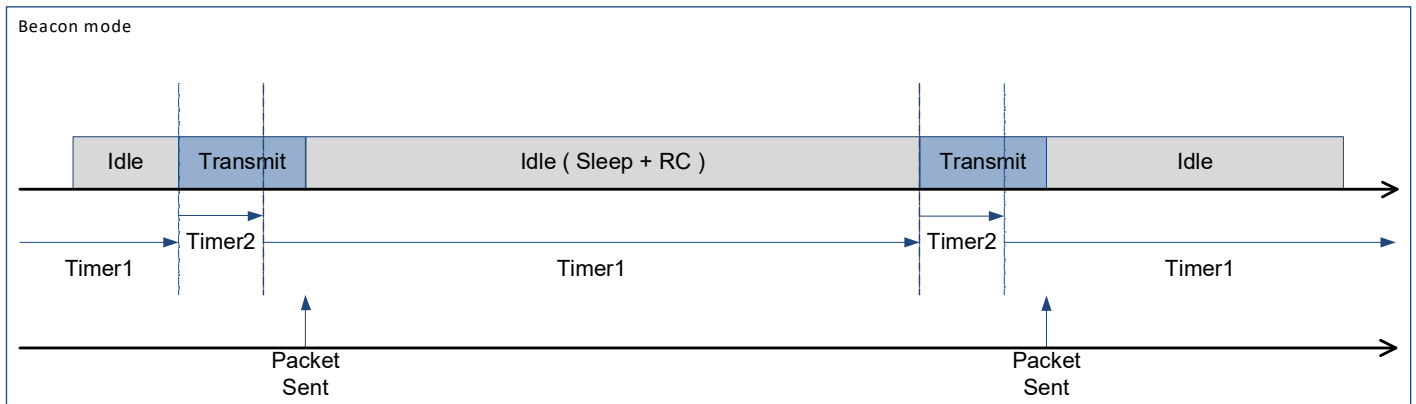 Beacon mode
Idle
Transmit
Idle ( Sleep + RC )
Transmit
Idle
Timer2
Timer2
Timer1
Timer1
Timer1
Packet
Sent
Packet
Sent